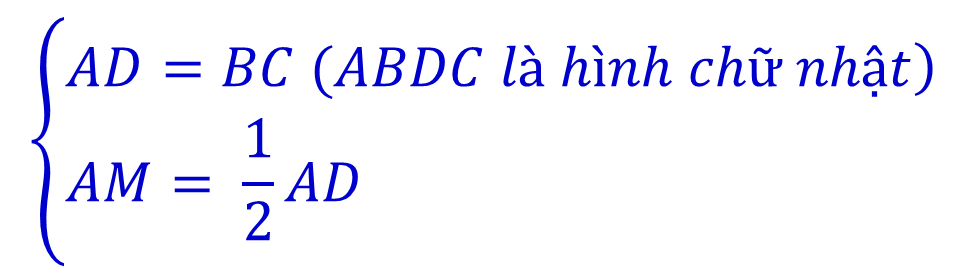 AD = BC (ABDC là hình chữ nhật)
AM = 1/2 AD